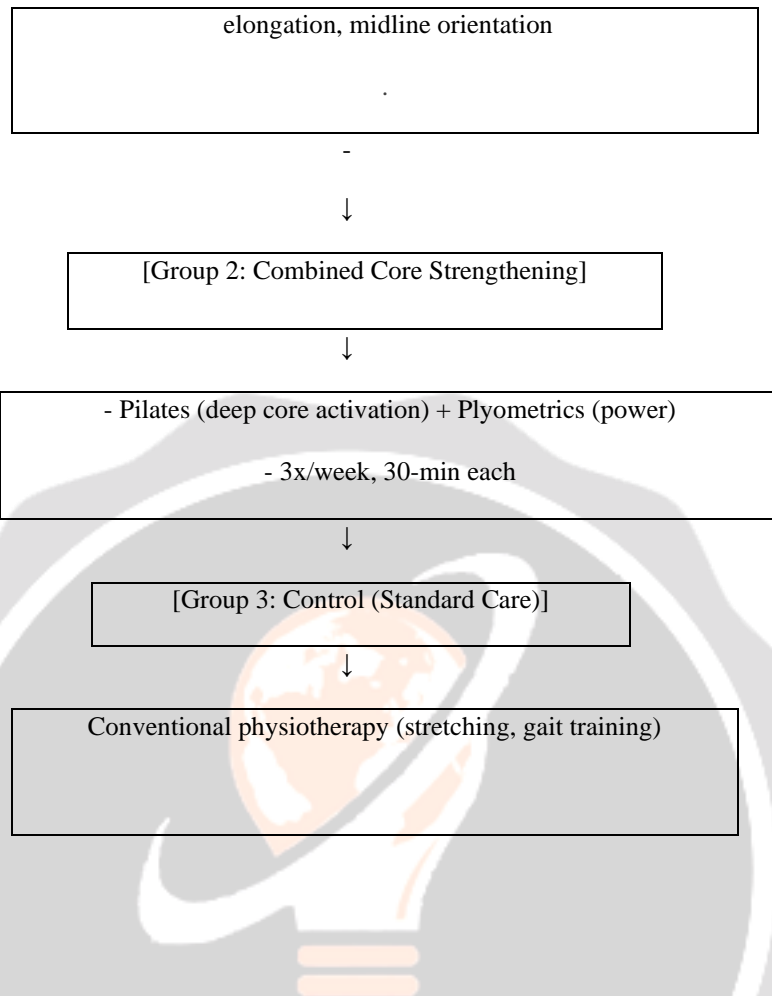 elongation, midline orientation
.
-
↓
[Group 2: Combined Core Strengthening]
↓
- Pilates (deep core activation) + Plyometrics (power)
- 3x/week, 30-min each
↓
[Group 3: Control (Standard Care)]
↓
Conventional physiotherapy (stretching, gait training)